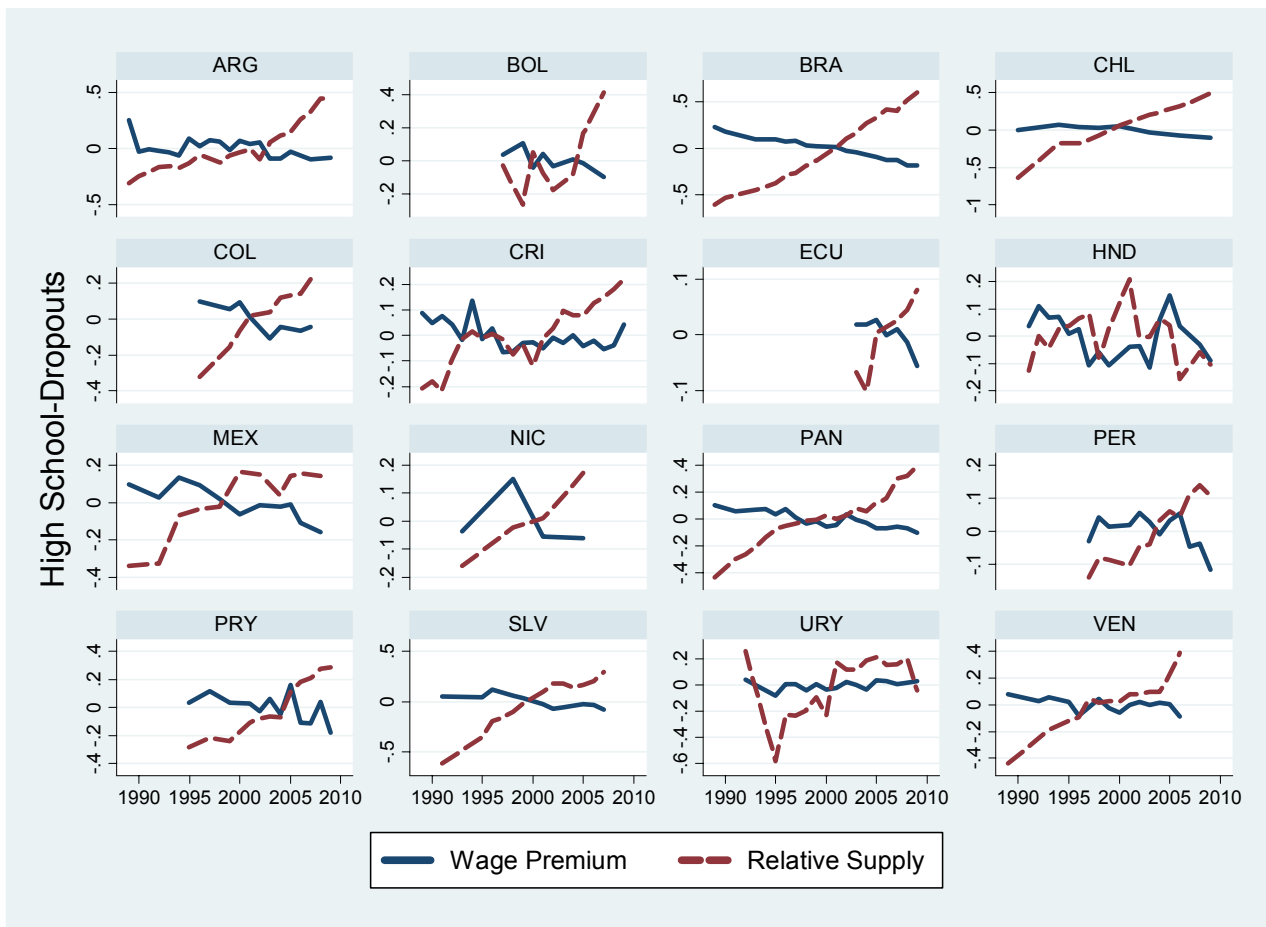 High School-Dropouts
ARG
.5
0
-.5
BOL
.4
.2
0
-.2
BRA
.5
0
-.5
CHL
.5
0
-.5
-1
COL
.2
0
-.2
-.4
CRI
.2
.1
0
-.1
-.2
ECU
.1
0
-.1
HND
.2
.1
0
-.1
-.2
MEX
.2
0
-.2
-.4
NIC
.2
.1
0
-.1
-.2
PAN
.4
.2
0
-.2
-.4
PER
.2
.1
0
-.1
PRY
.4
.2
0
-.2
-.4
SLV
.5
0
-.5
URY
.2
0
-.2
-.4
-.6
VEN
.4
.2
0
-.2
-.4
1990 1995 2000 2005 2010
1990 1995 2000 2005 2010
1990 1995 2000 2005 2010
1990 1995 2000 2005 2010
Wage Premium
Relative Supply